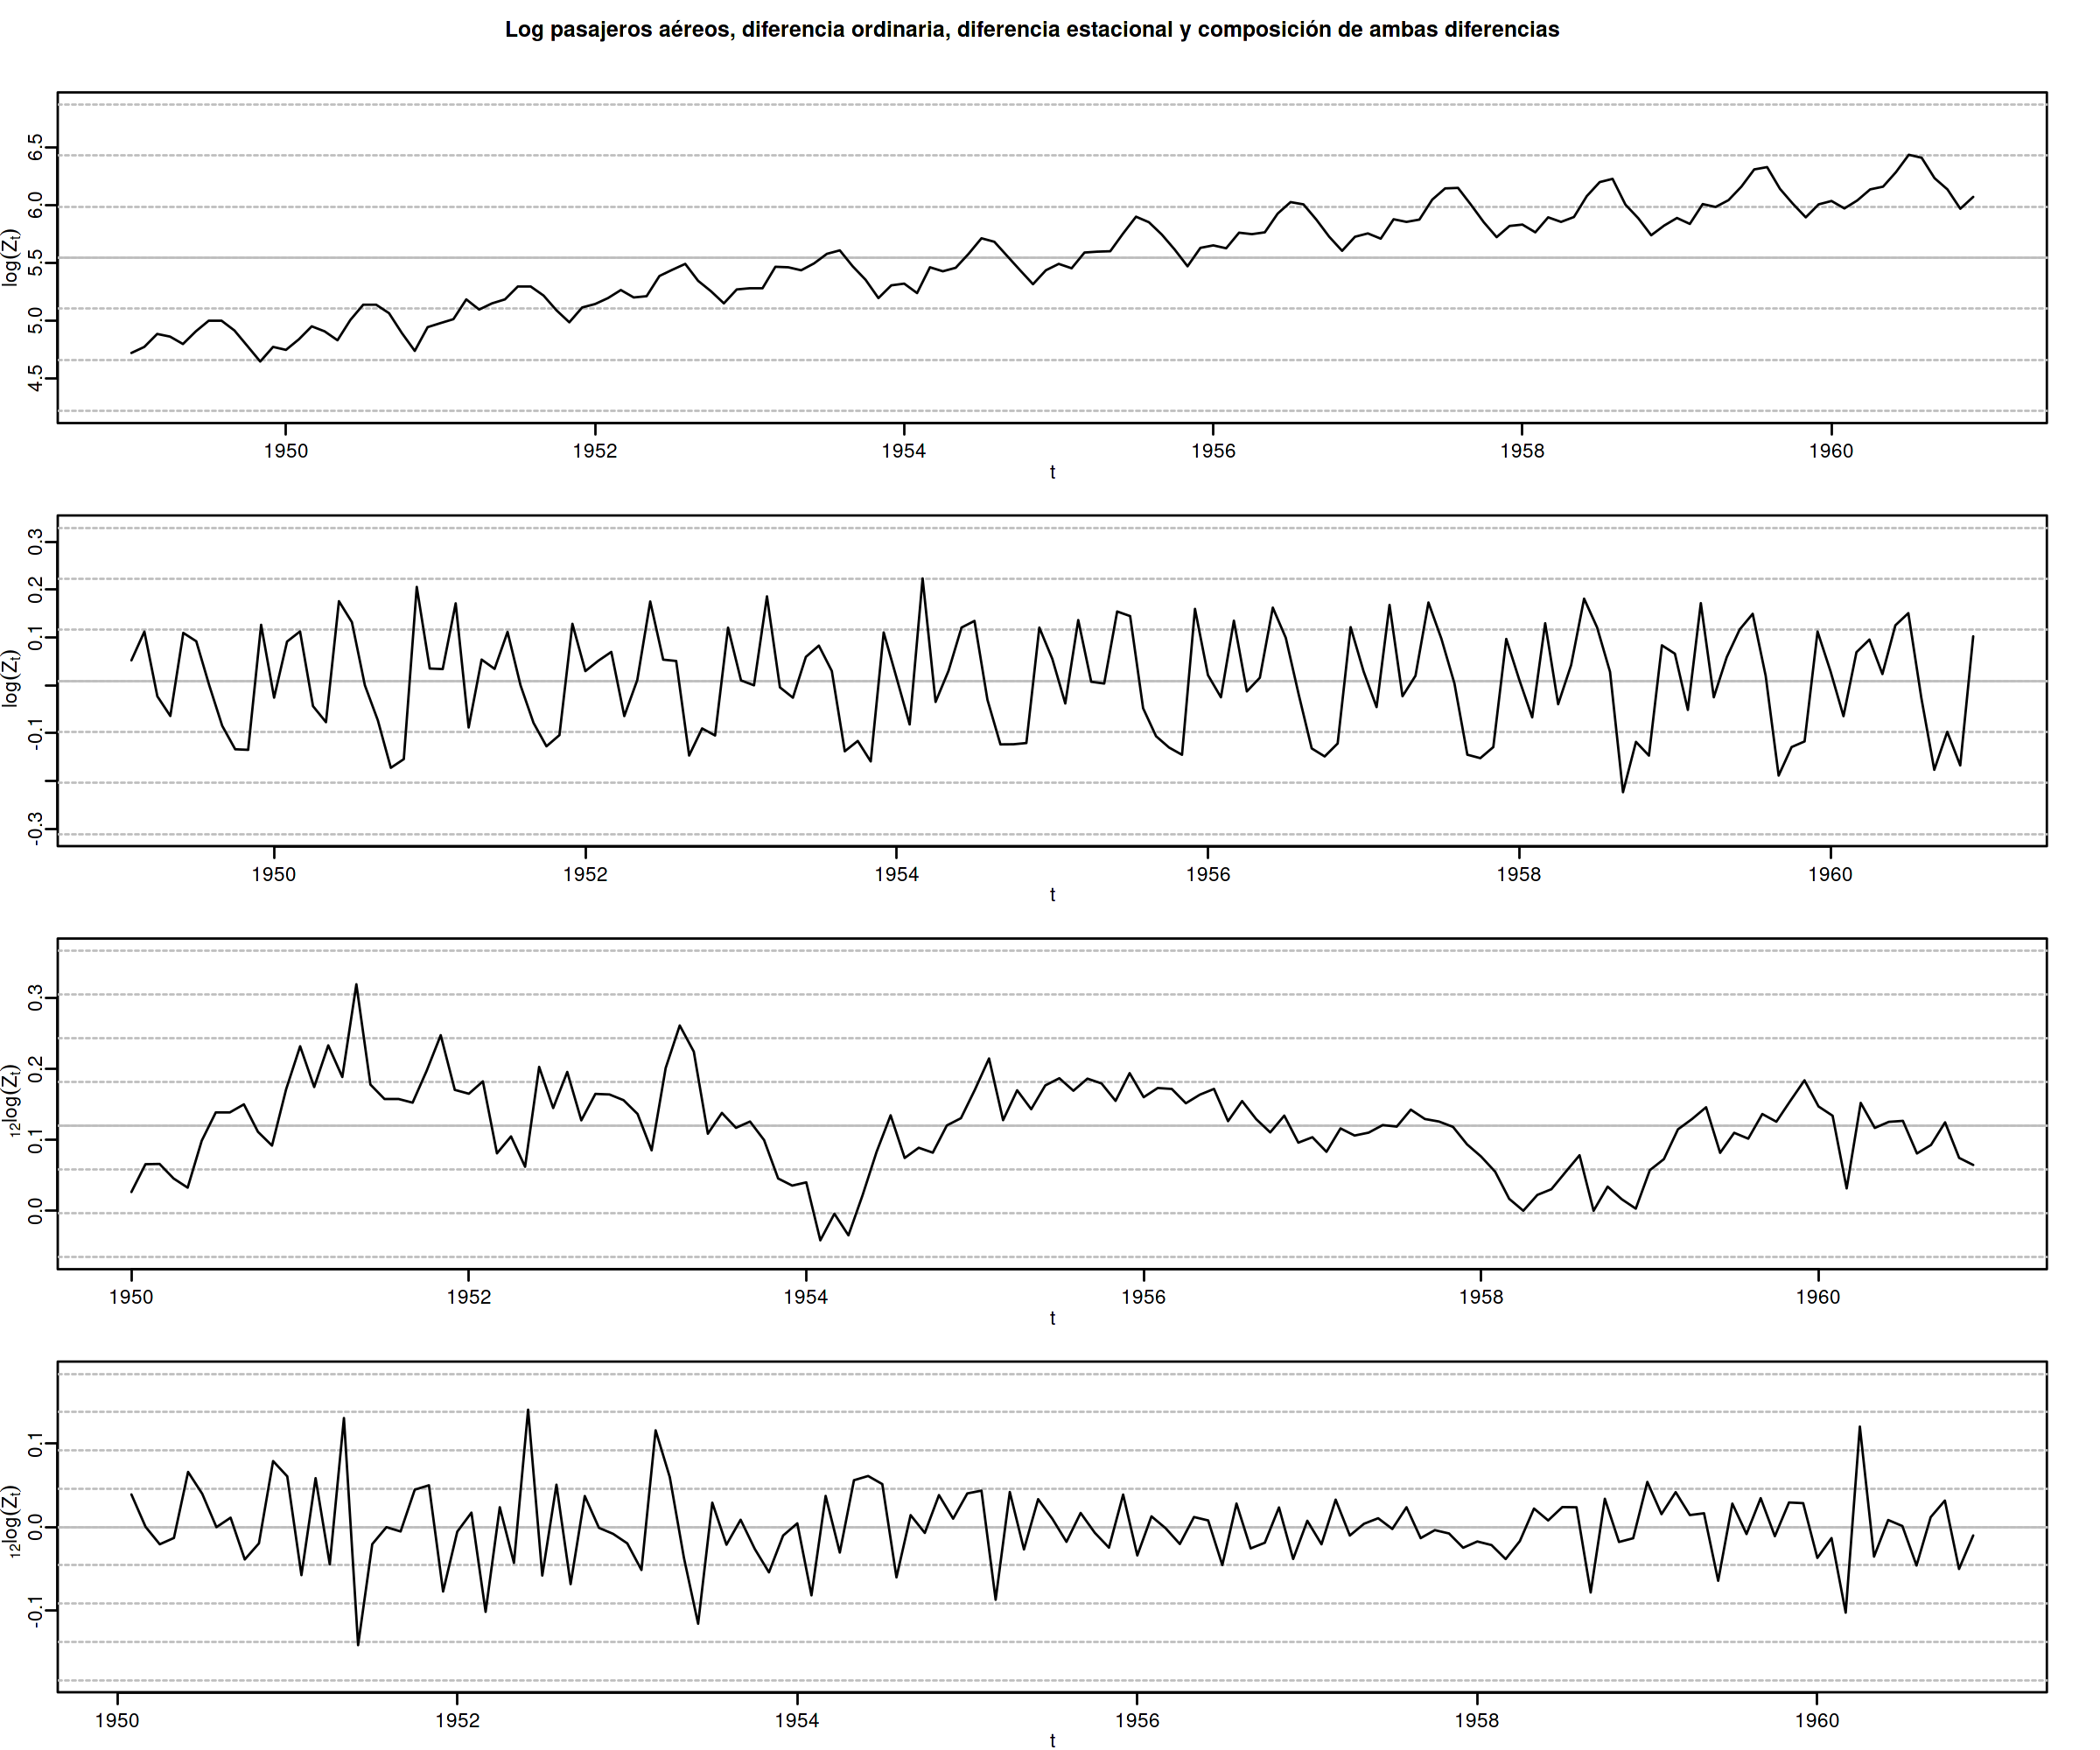 Log pasajeros aéreos, diferencia ordinaria, diferencia estacional y composición de ambas diferencias
log(Zt)
6.5
6.0
5.5
5.0
4.5
1950 1952 1954 1956 1958 1960
t
log(Zt)
0.3
0.2
0.1
-0.1
-0.3
1950 1952 1954 1956 1958 1960
t
12log(Zt)
0.3
0.2
0.1
0.0
1950 1952 1954 1956 1958 1960
t
12log(Zt)
0.1
0.0
-0.1
1950 1952 1954 1956 1958 1960
t